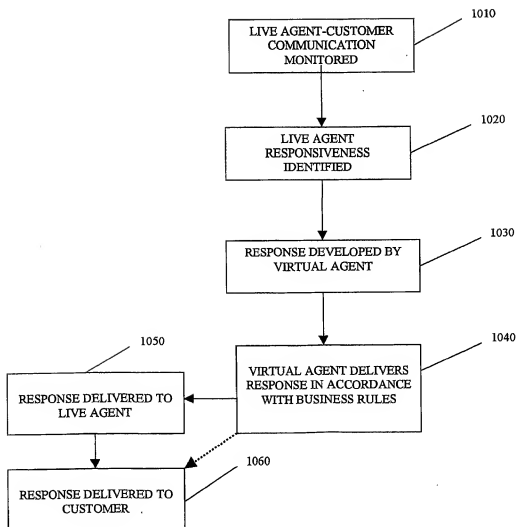 1010
LIVE AGENT-CUSTOMER
COMMUNICATION
MONITORED
1020
LIVE AGENT
RESPONSIVENESS
IDENTIFIED
1030
RESPONSE DEVELOPED BY
VIRTUAL AGENT
1040
VIRTUAL AGENT DELIVERS
RESPONSE IN ACCORDANCE
WITH BUSINESS RULES
1050
RESPONSE DELIVERED TO
LIVE AGENT
1060
RESPONSE DELIVERED TO
CUSTOMER